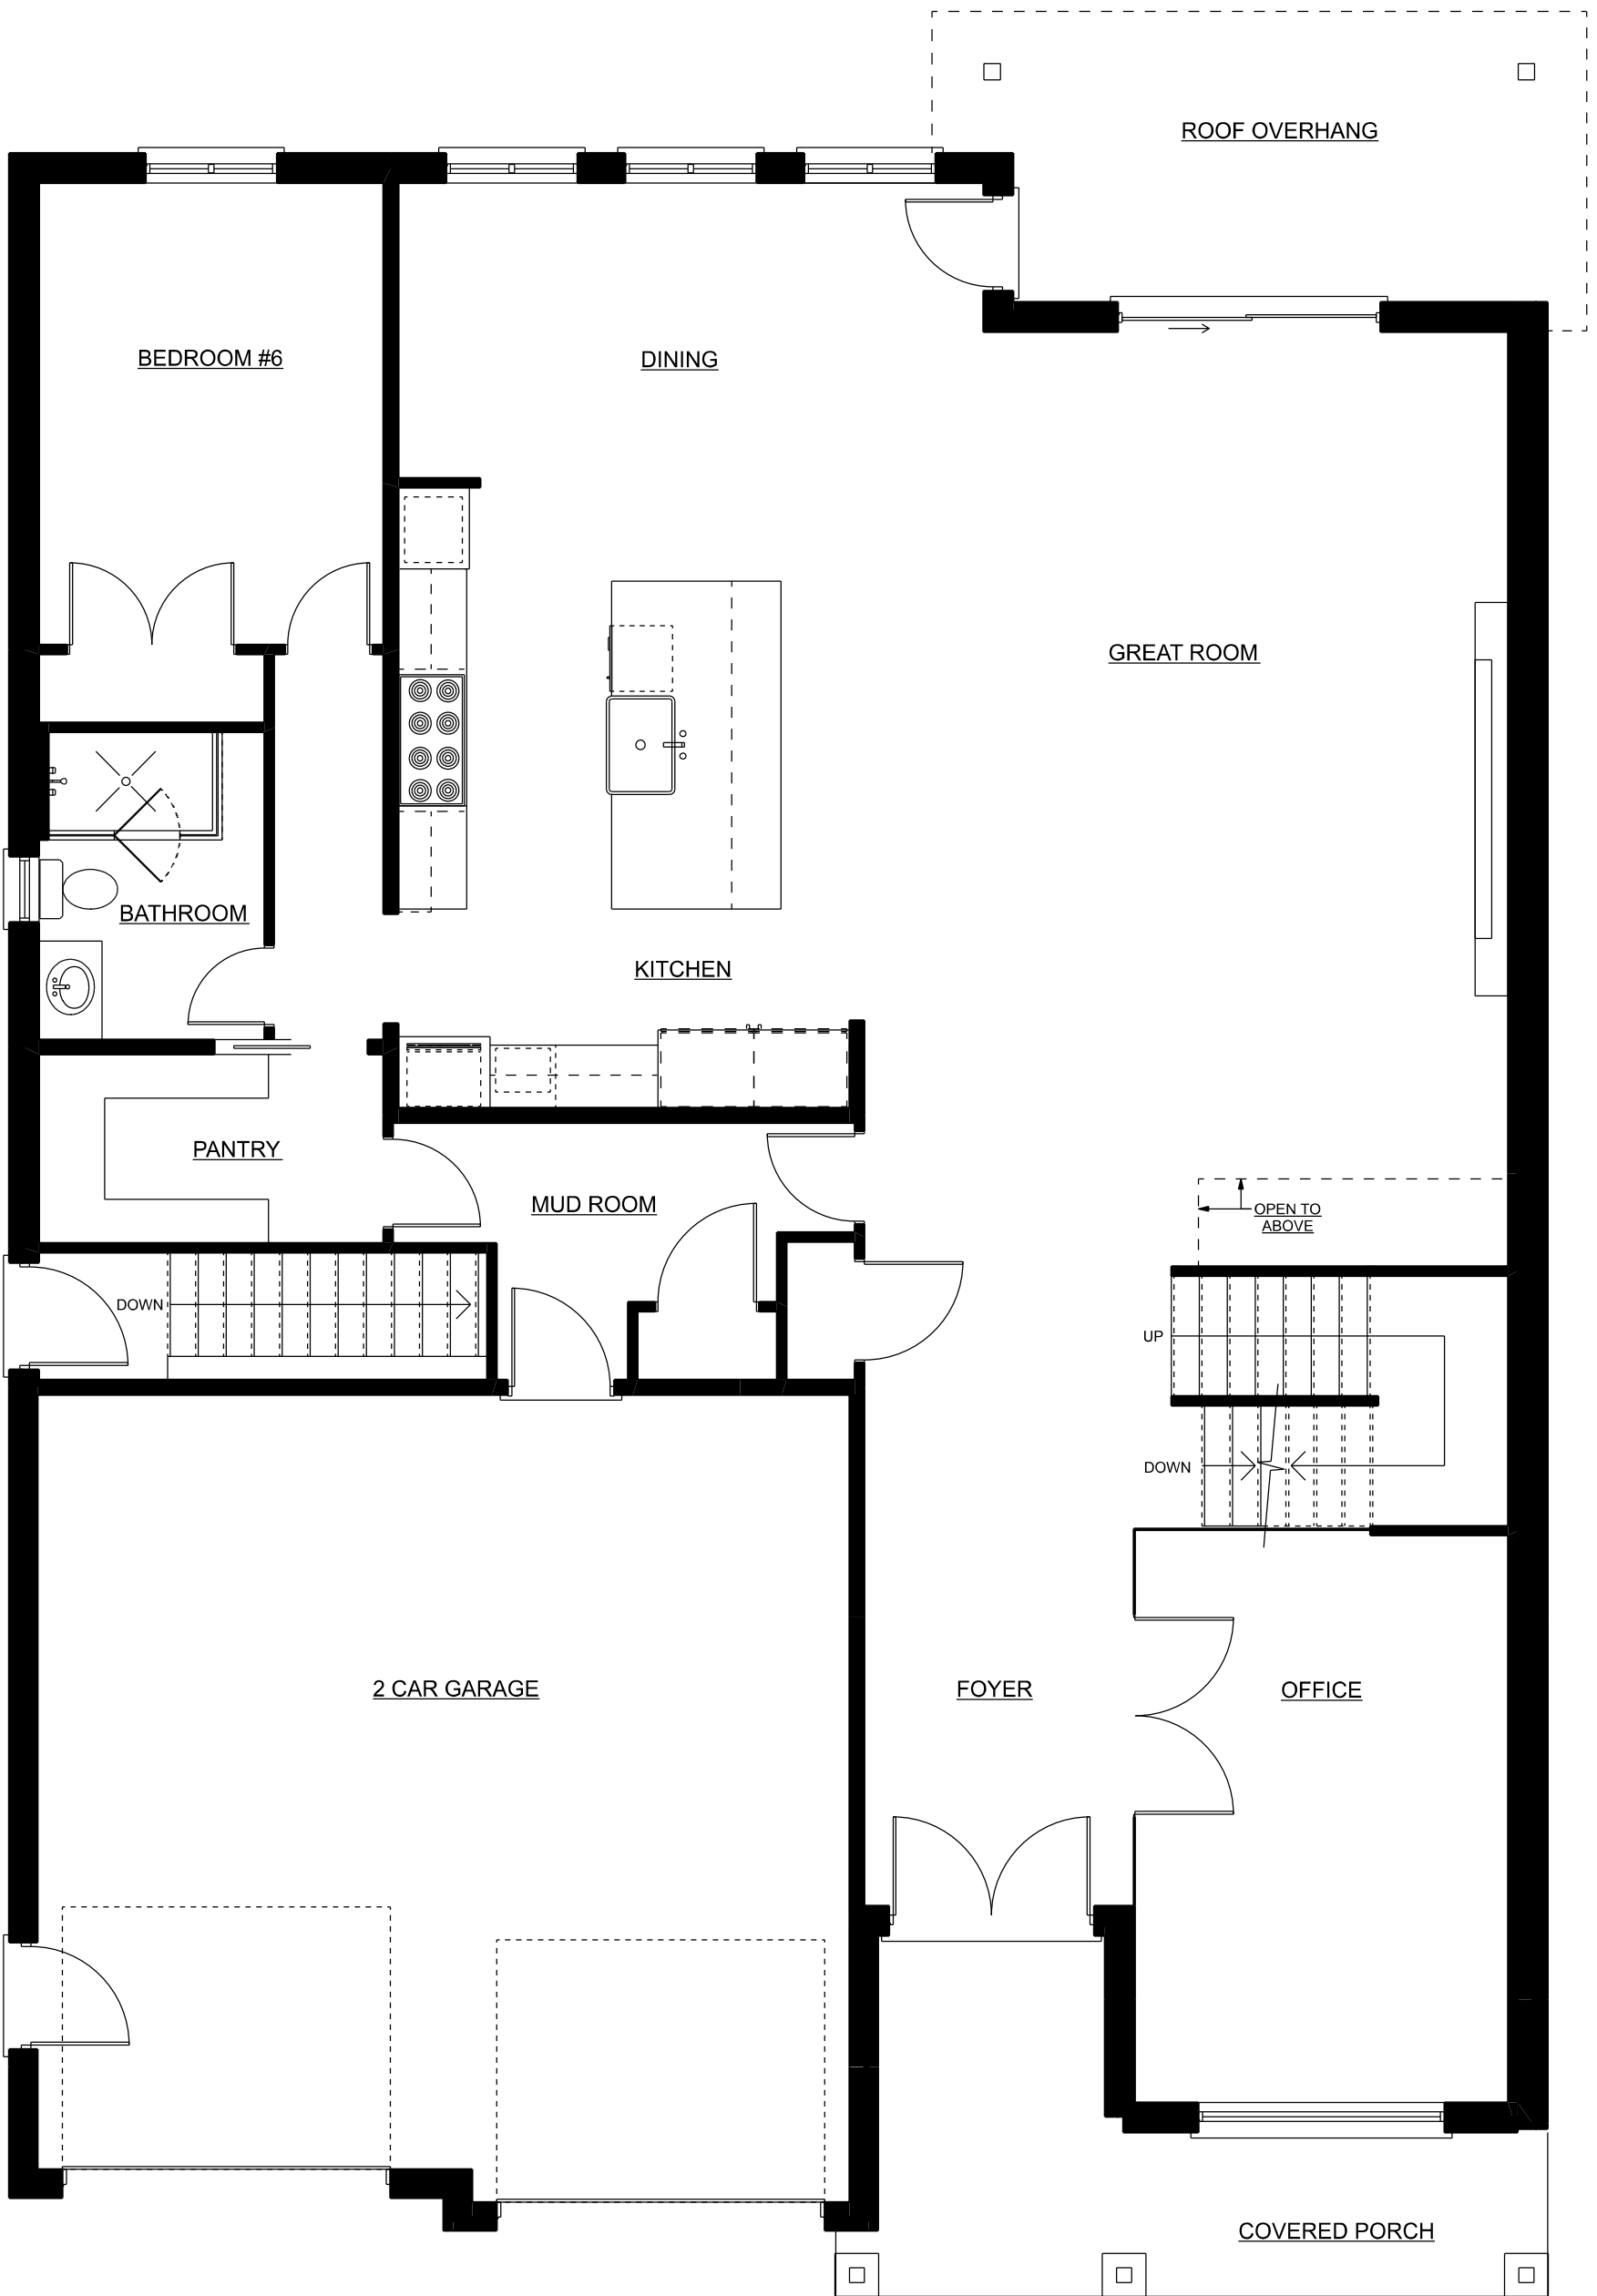 ROOF OVERHANG
BEDROOM #6
DINING
GREAT ROOM
BATHROOM
KITCHEN
PANTRY
MUD ROOM
OPEN TO
ABOVE
DOWN
UP
DOWN
2 CAR GARAGE
FOYER
OFFICE
COVERED PORCH